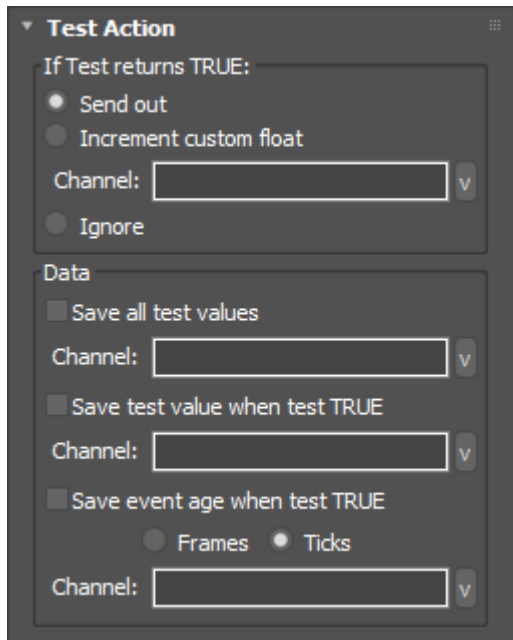 Test Action
If Test returns TRUE:
Send out
Increment custom float
Channel: v
Ignore
Data
Save all test values
Channel: v
Save test value when test TRUE
Channel: v
Save event age when test TRUE
Frames Ticks
Channel: v